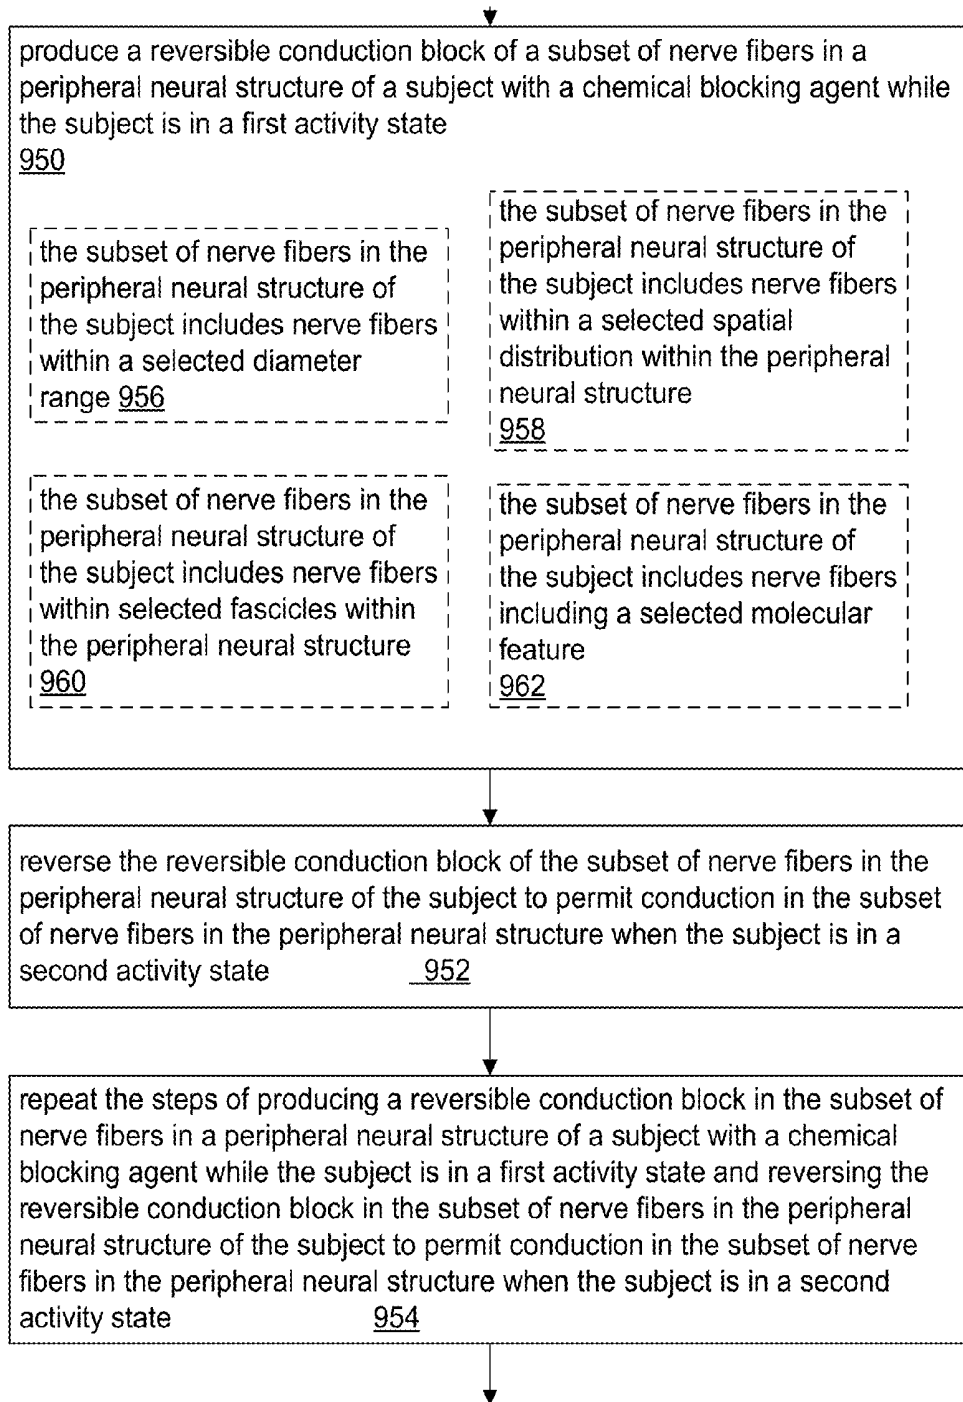 produce a reversible conduction block of a subset of nerve fibers in a
peripheral neural structure of a subject with a chemical blocking agent while
the subject is in a first activity state
950
the subset of nerve fibers in the
peripheral neural structure of
the subject includes nerve fibers
within a selected diameter
range 956
the subset of nerve fibers in the
peripheral neural structure of
the subject includes nerve fibers
within a selected spatial
distribution within the peripheral
neural structure
958
the subset of nerve fibers in the
peripheral neural structure of
the subject includes nerve fibers
within selected fascicles within
the peripheral neural structure
960
the subset of nerve fibers in the
peripheral neural structure of
the subject includes nerve fibers
including a selected molecular
feature
962
reverse the reversible conduction block of the subset of nerve fibers in the
peripheral neural structure of the subject to permit conduction in the subset
of nerve fibers in the peripheral neural structure when the subject is in a
second activity state 952
repeat the steps of producing a reversible conduction block in the subset of
nerve fibers in a peripheral neural structure of a subject with a chemical
blocking agent while the subject is in a first activity state and reversing the
reversible conduction block in the subset of nerve fibers in the peripheral
neural structure of the subject to permit conduction in the subset of nerve
fibers in the peripheral neural structure when the subject is in a second
activity state 954